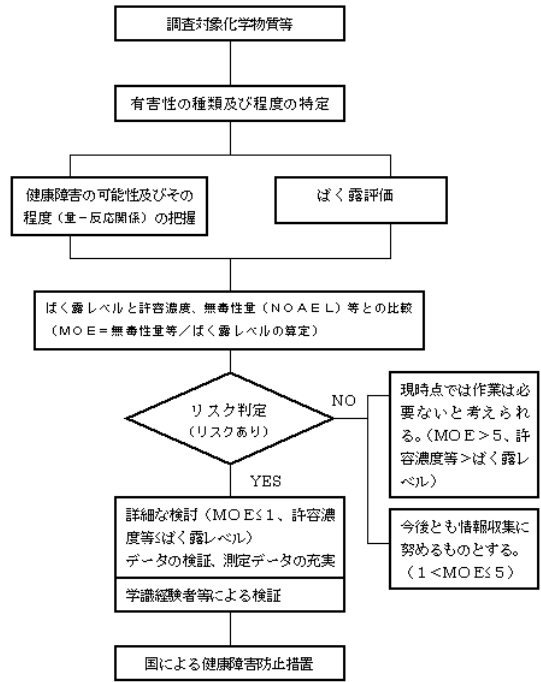 調査対象化学物質等
有害性の種類及び程度の特定
健康障害の可能性及びその
程度（量－反応関係）の把握
ばく露評価
ばく露レベルと許容濃度、無毒性量（ＮＯＡＥＬ）等との比較
（ＭＯＥ＝無毒性量等／ばく露レベルの算定）
リスク判定
（リスクあり）
NO
現時点では作業は必
要ないと考えられ
る。（ＭＯＥ＞５、許
容濃度等＞ばく露レ
ベル）
今後とも情報収集に
努めるものとする。
（１＜ＭＯＥ≦５）
YES
詳細な検討（ＭＯＥ≦１、許容濃
度等≦ばく露レベル）
データの検証、測定データの充実
学識経験者等による検証
国による健康障害防止措置